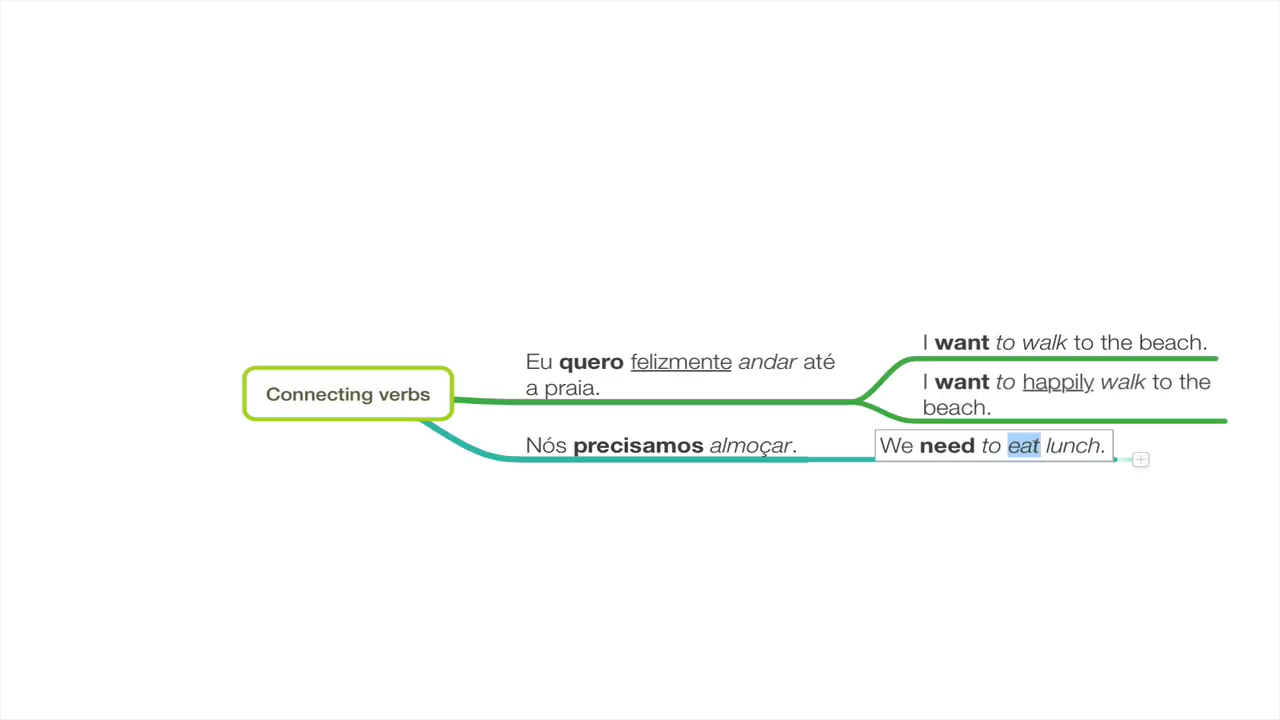 Connecting verbs
Eu quero felizmente andar até
a praia.
I want to walk to the beach.
I want to happily walk to the
beach.
Nós precisamos almoçar.
We need to eat lunch.